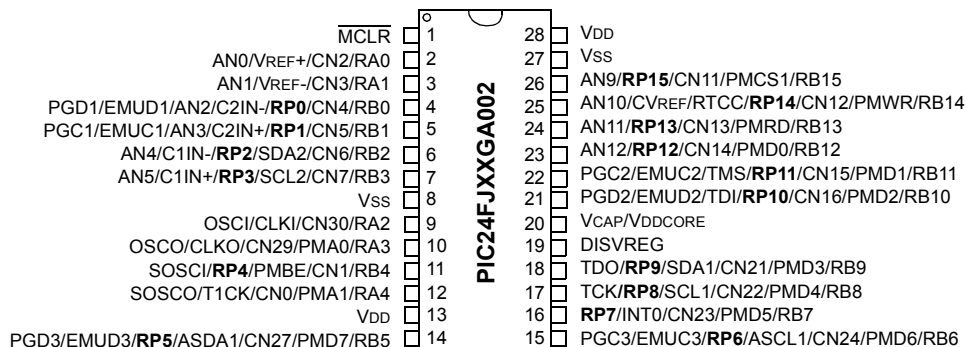 MCLR 1 28 VDD
AN0/VREF+/CN2/RA0 2 27 VSS
AN1/VREF-/CN3/RA1 3 26 AN9/RP15/CN11/PMCS1/RB15
PGD1/EMUD1/AN2/C2IN-/RP0/CN4/RB0 4 25 AN10/CVREF/RTCC/RP14/CN12/PMWR/RB14
PGC1/EMUC1/AN3/C2IN+/RP1/CN5/RB1 5 24 AN11/RP13/CN13/PMRD/RB13
AN4/C1IN-/RP2/SDA2/CN6/RB2 6 23 AN12/RP12/CN14/PMD0/RB12
AN5/C1IN+/RP3/SCL2/CN7/RB3 7 22 PGC2/EMUC2/TMS/RP11/CN15/PMD1/RB11
VSS 8 21 PGD2/EMUD2/TDI/RP10/CN16/PMD2/RB10
OSCI/CLKI/CN30/RA2 9 20 VCAP/VDDCORE
OSCO/CLKO/CN29/PMA0/RA3 10 19 DISVREG
SOSCI/RP4/PMBE/CN1/RB4 11 18 TDO/RP9/SDA1/CN21/PMD3/RB9
SOSCO/T1CK/CN0/PMA1/RA4 12 17 TCK/RP8/SCL1/CN22/PMD4/RB8
VDD 13 16 RP7/INT0/CN23/PMD5/RB7
PGD3/EMUD3/RP5/ASDA1/CN27/PMD7/RB5 14 15 PGC3/EMUC3/RP6/ASCL1/CN24/PMD6/RB6
PIC24FJXXGA002